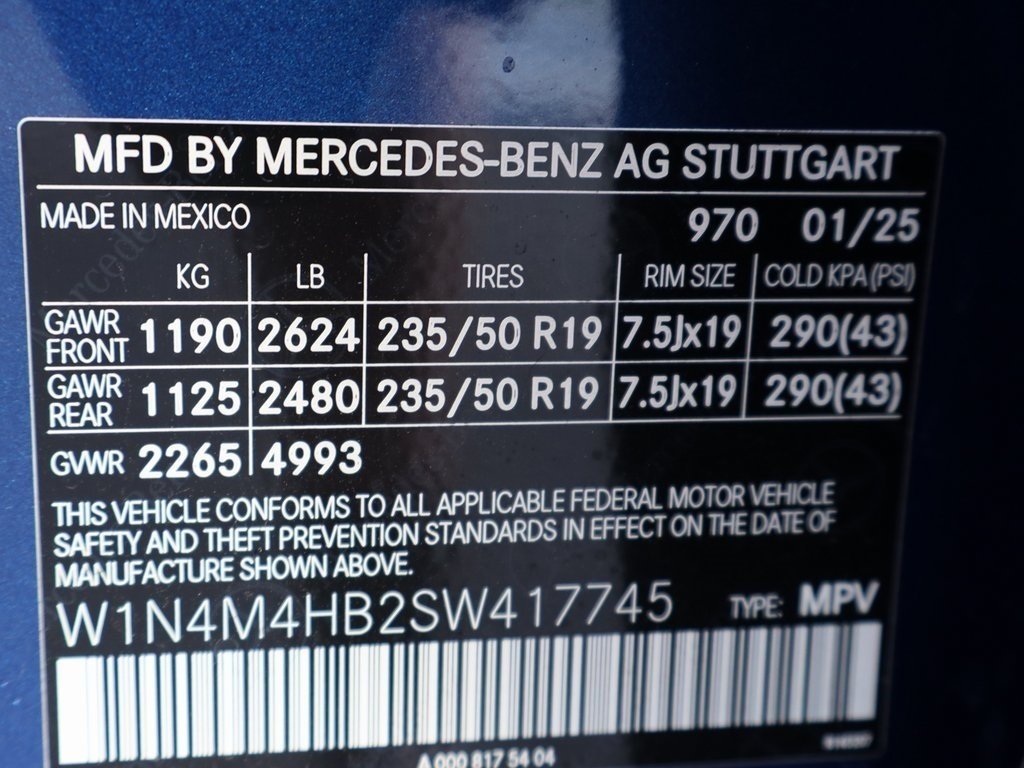 MFD BY MERCEDES-BENZ AG STUTTGART
MADE IN MEXICO 970 01/25
KG LB TIRES RIM SIZE COLD KPA (PSI)
GAWR FRONT 1190 2624 235/50 R19 7.5Jx19 290(43)
GAWR REAR 1125 2480 235/50 R19 7.5Jx19 290(43)
GVWR 2265 4993
THIS VEHICLE CONFORMS TO ALL APPLICABLE FEDERAL MOTOR VEHICLE
SAFETY AND THEFT PREVENTION STANDARDS IN EFFECT ON THE DATE OF
MANUFACTURE SHOWN ABOVE.
W1N4M4HB2SW417745 TYPE: MPV
A 000 817 54 04